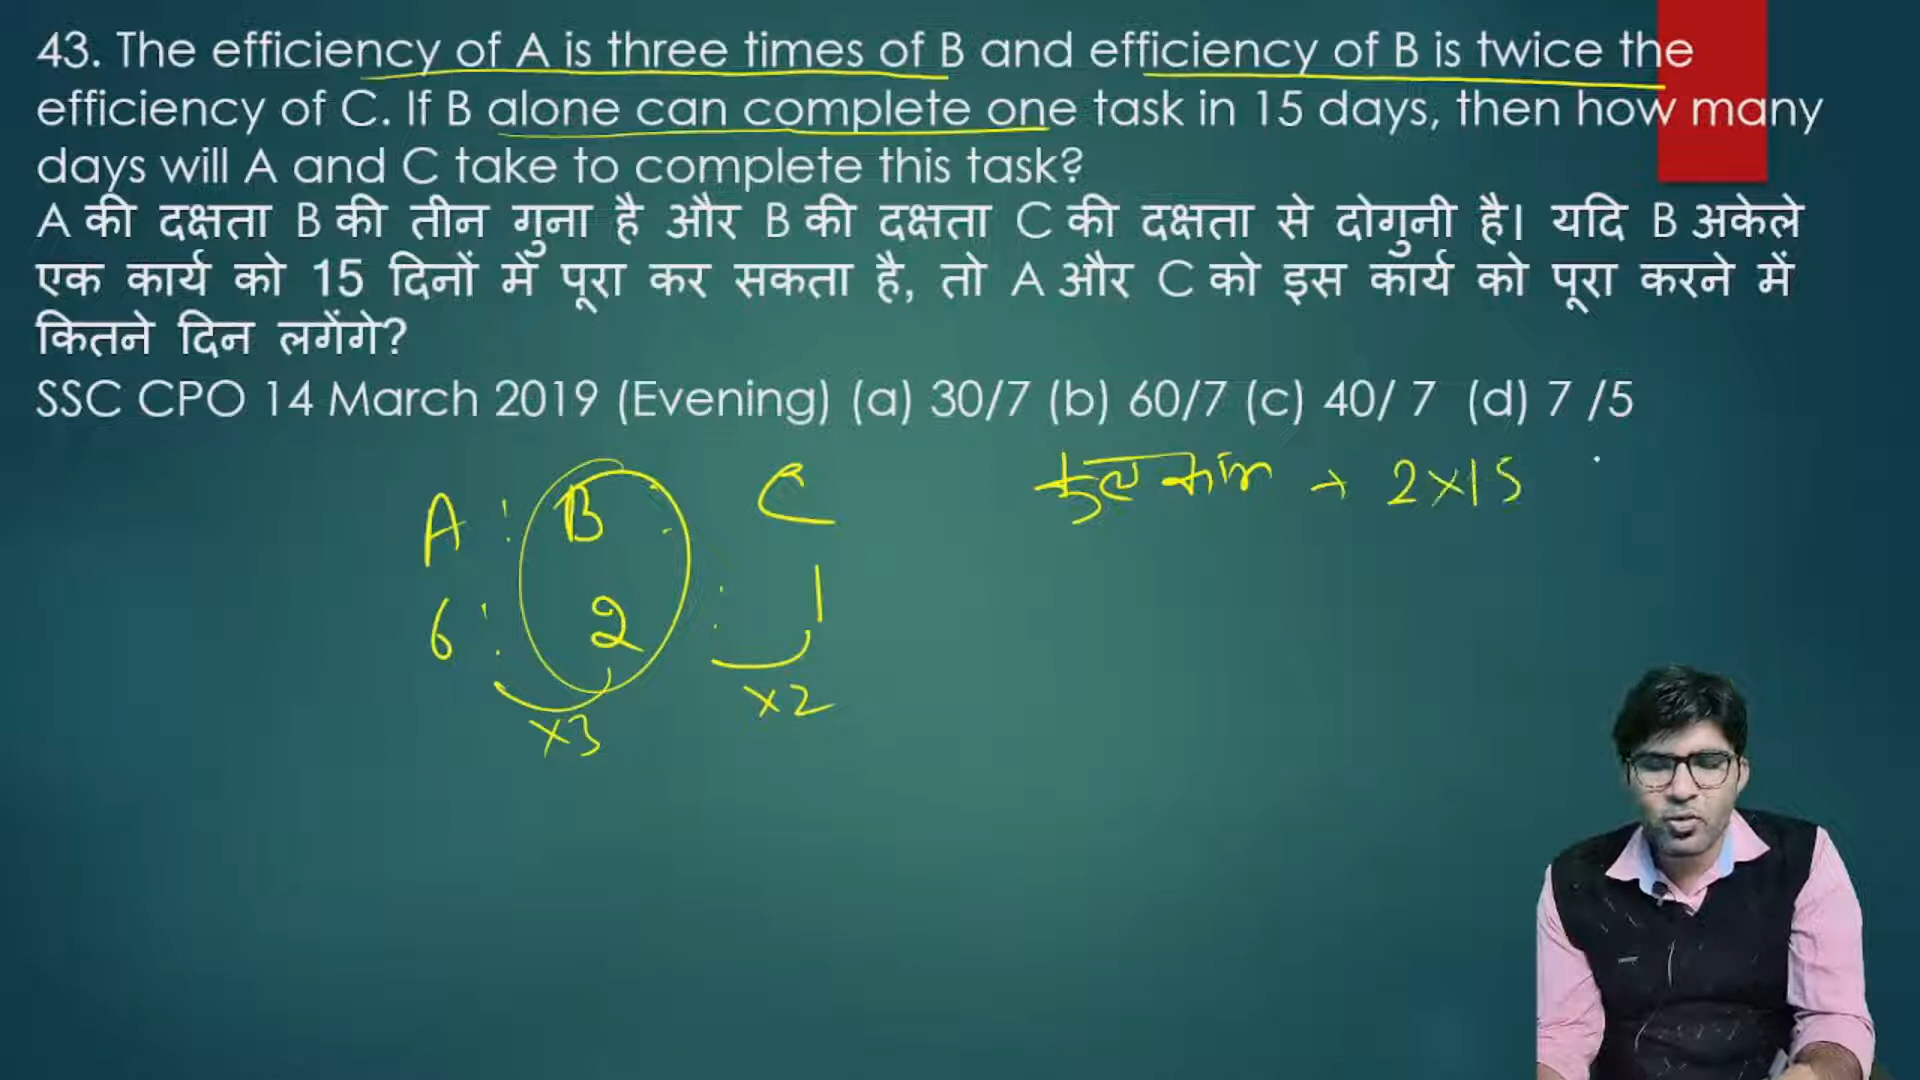 43. The efficiency of A is three times of B and efficiency of B is twice the
efficiency of C. If B alone can complete one task in 15 days, then how many
days will A and C take to complete this task?
A की दक्षता B की तीन गुना है और B की दक्षता C की दक्षता से दोगुनी है। यदि B अकेले
एक कार्य को 15 दिनों में पूरा कर सकता है, तो A और C को इस कार्य को पूरा करने में
कितने दिन लगेंगे?
SSC CPO 14 March 2019 (Evening) (a) 30/7 (b) 60/7 (c) 40/ 7 (d) 7 /5
A : B : C
कुल काम → 2×15
6 : 2 : 1
×3 ×2